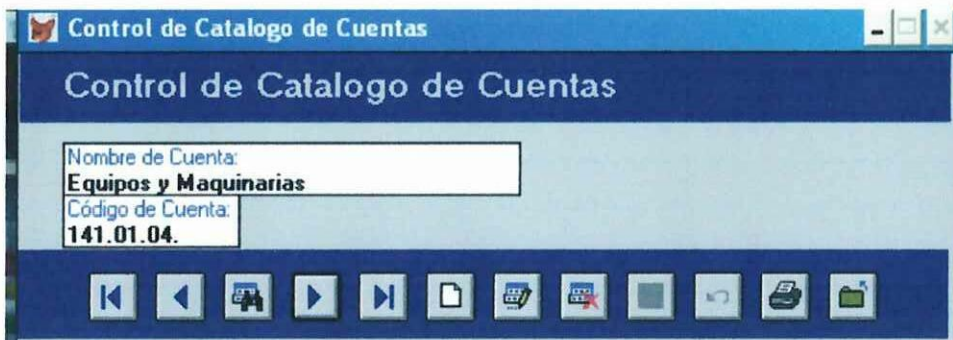 Control de Catalogo de Cuentas
Control de Catalogo de Cuentas
Nombre de Cuenta:
Equipos y Maquinarias
Código de Cuenta:
141.01.04.